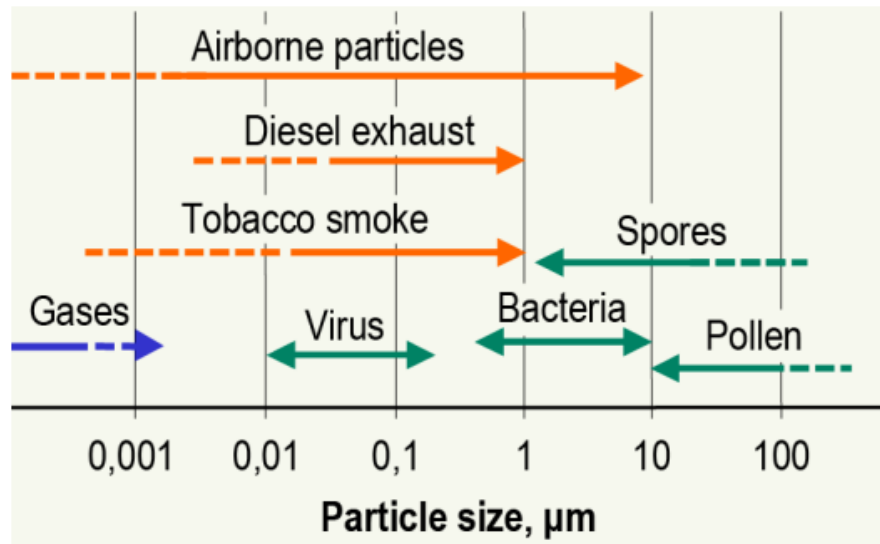 Airborne particles
Diesel exhaust
Tobacco smoke
Spores
Gases
Virus
Bacteria
Pollen
0,001 0,01 0,1 1 10 100
Particle size, µm